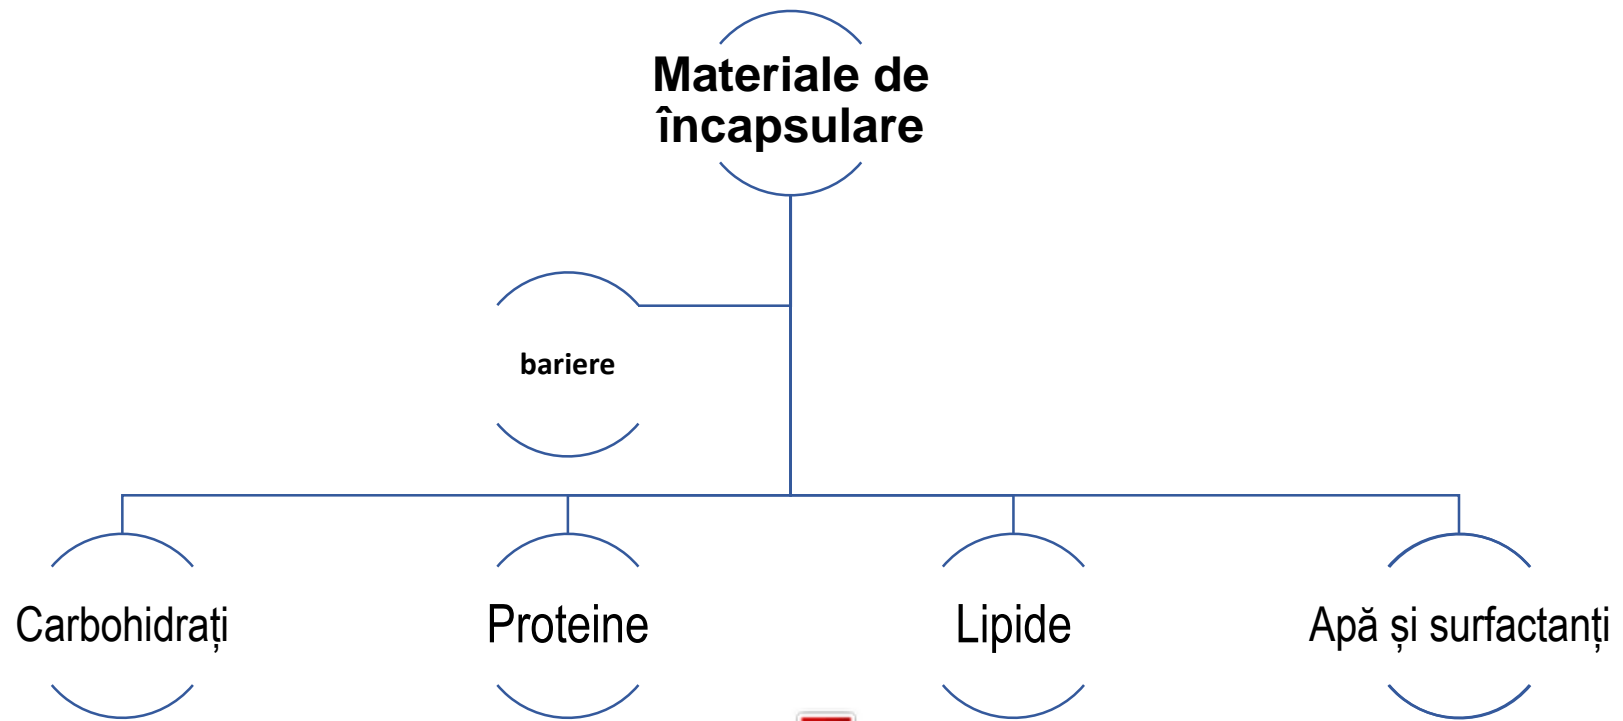 Materiale de
încapsulare
bariere
Carbohidrați
Proteine
Lipide
Apă și surfactanți